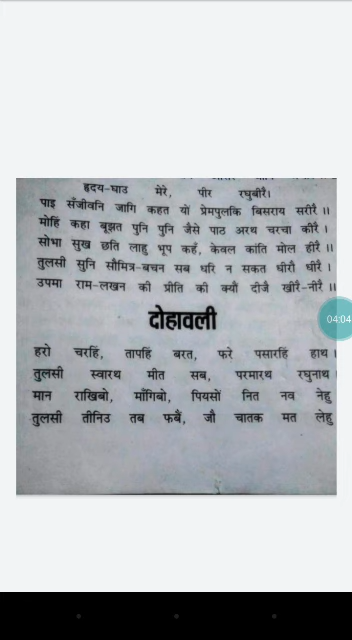 हृदय-घाउ मेरे, पीर रघुबीरै।
पाइ सँजीवनि जागि कहत यों प्रेमपुलकि बिसराय सरीरै ॥
मोहिं कहा बूझत पुनि पुनि जैसे पाठ अरथ चरचा कीरै ।
सोभा सुख छति लाहु भूप कहँ, केवल कांति मोल हीरै ॥
तुलसी सुनि सौमित्र-बचन सब धरि न सकत धीरौ धीरै ।
उपमा राम-लखन की प्रीति की क्यौं दीजै खीरै-नीरै ॥
दोहावली
04:04
हरो चरहिं, तापहिं बरत, फरे पसारहिं हाथ ।
तुलसी स्वारथ मीत सब, परमारथ रघुनाथ ।
मान राखिबो, माँगिबो, पियसों नित नव नेहु
तुलसी तीनिउ तब फबैं, जौ चातक मत लेहु